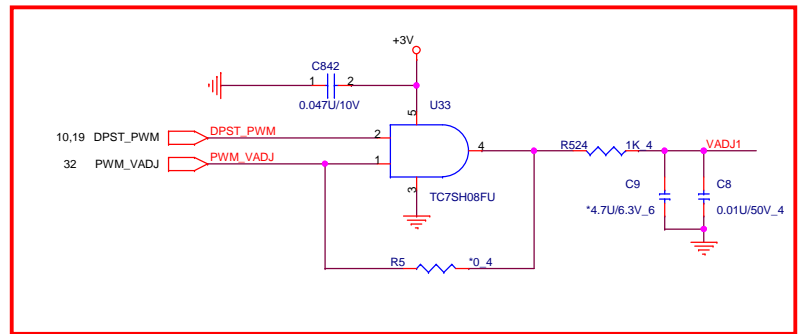 +3V
C842
1 2
0.047U/10V
U33
5
10,19 DPST_PWM DPST_PWM 2
32 PWM_VADJ PWM_VADJ 1
4
R524 1K_4 VADJ1
3
TC7SH08FU
C9 C8
*4.7U/6.3V_6 0.01U/50V_4
R5 *0_4